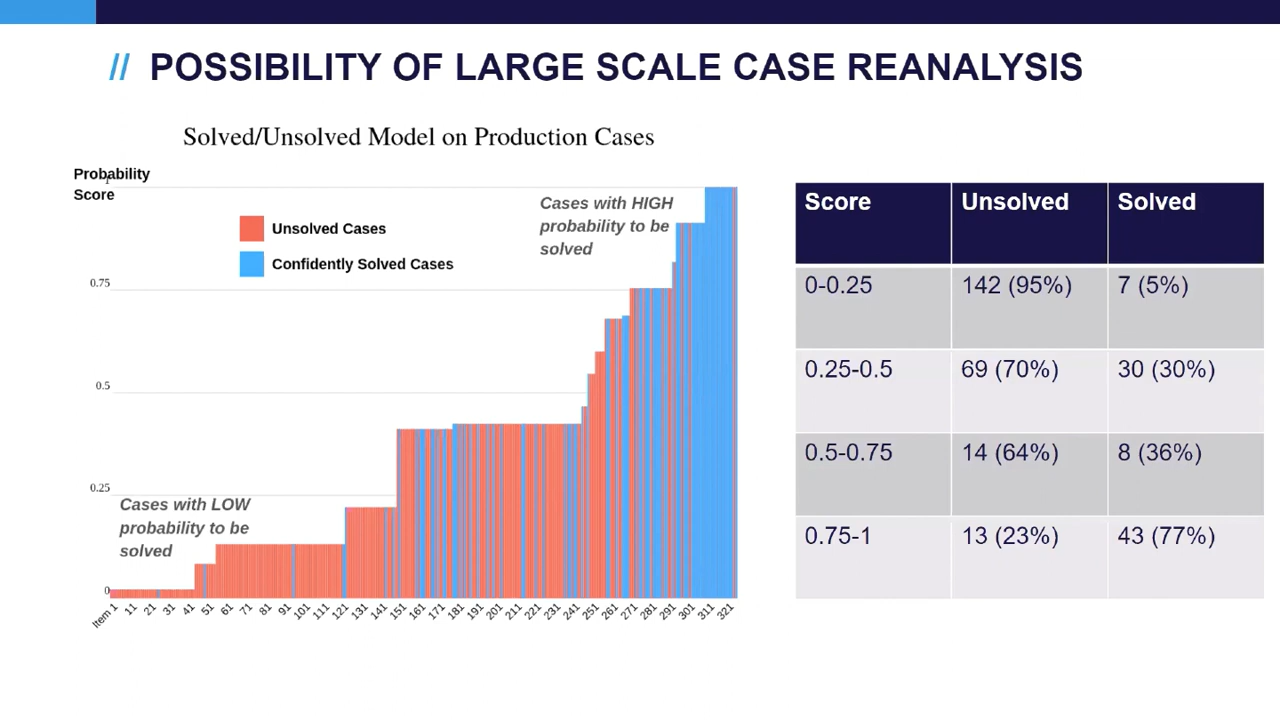 // POSSIBILITY OF LARGE SCALE CASE REANALYSIS
Solved/Unsolved Model on Production Cases
Probability
Score
1
Unsolved Cases
Confidently Solved Cases
Cases with HIGH
probability to be
solved
0.75
0.5
0.25
Cases with LOW
probability to be
solved
0
Item 1 11 21 31 41 51 61 71 81 91 101 111 121 131 141 151 161 171 181 191 201 211 221 231 241 251 261 271 281 291 301 311 321
Score Unsolved Solved
0-0.25 142 (95%) 7 (5%)
0.25-0.5 69 (70%) 30 (30%)
0.5-0.75 14 (64%) 8 (36%)
0.75-1 13 (23%) 43 (77%)